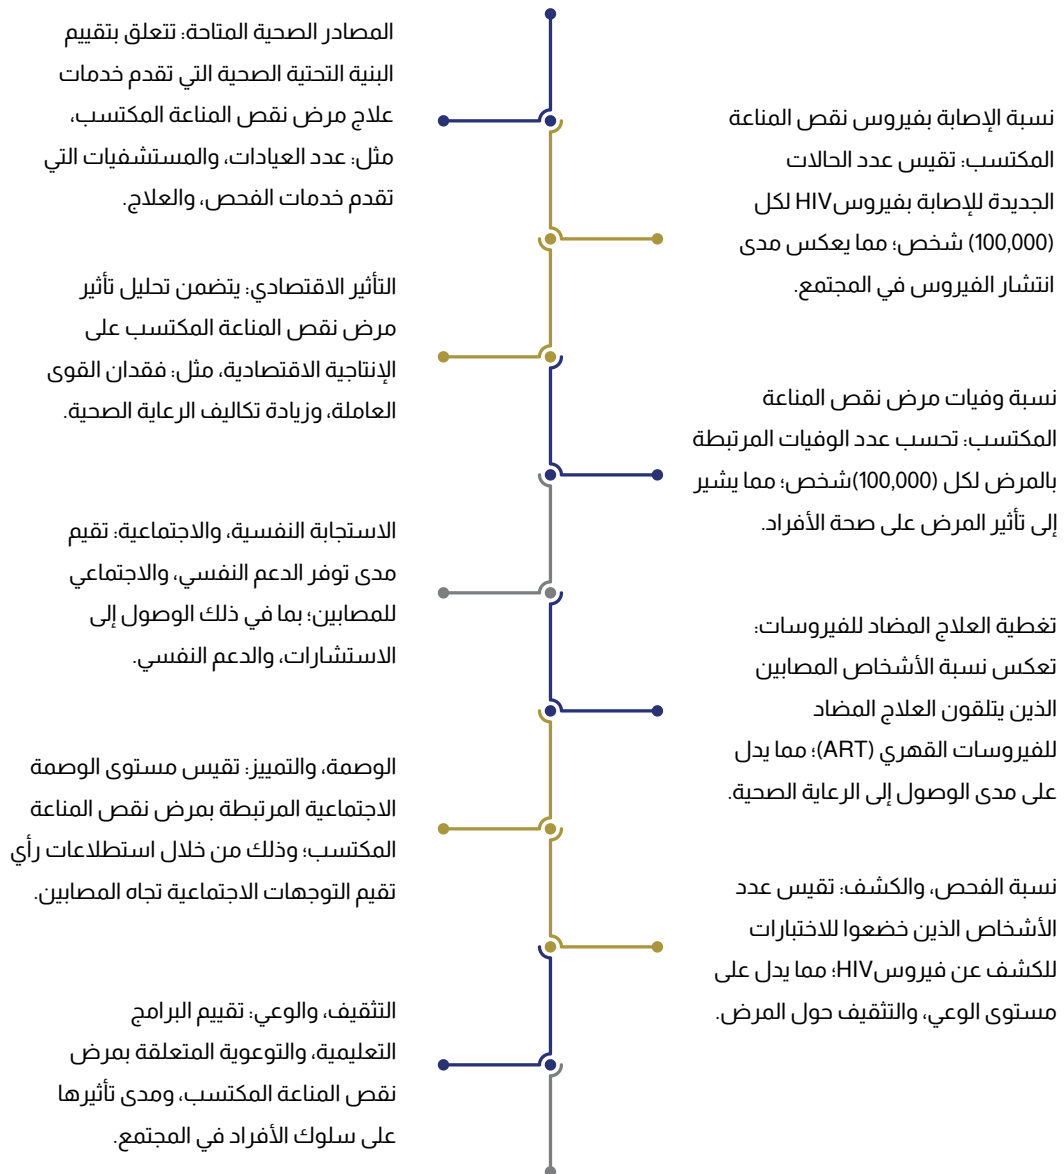 المصادر الصحية المتاحة: تتعلق بتقييم
البنية التحتية الصحية التي تقدم خدمات
علاج مرض نقص المناعة المكتسب،
مثل: عدد العيادات، والمستشفيات التي
تقدم خدمات الفحص، والعلاج.
نسبة الإصابة بفيروس نقص المناعة
المكتسب: تقيس عدد الحالات
الجديدة للإصابة بفيروسHIV لكل
(100,000) شخص؛ مما يعكس مدى
انتشار الفيروس في المجتمع.
التأثير الاقتصادي: يتضمن تحليل تأثير
مرض نقص المناعة المكتسب على
الإنتاجية الاقتصادية، مثل: فقدان القوى
العاملة، وزيادة تكاليف الرعاية الصحية.
نسبة وفيات مرض نقص المناعة
المكتسب: تحسب عدد الوفيات المرتبطة
بالمرض لكل (100,000)شخص؛ مما يشير
إلى تأثير المرض على صحة الأفراد.
الاستجابة النفسية، والاجتماعية: تقيم
مدى توفر الدعم النفسي، والاجتماعي
للمصابين؛ بما في ذلك الوصول إلى
الاستشارات، والدعم النفسي.
تغطية العلاج المضاد للفيروسات:
تعكس نسبة الأشخاص المصابين
الذين يتلقون العلاج المضاد
للفيروسات القهري (ART)؛ مما يدل
على مدى الوصول إلى الرعاية الصحية.
الوصمة، والتمييز: تقيس مستوى الوصمة
الاجتماعية المرتبطة بمرض نقص المناعة
المكتسب؛ وذلك من خلال استطلاعات رأي
تقيم التوجهات الاجتماعية تجاه المصابين.
نسبة الفحص، والكشف: تقيس عدد
الأشخاص الذين خضعوا للاختبارات
للكشف عن فيروسHIV؛ مما يدل على
مستوى الوعي، والتثقيف حول المرض.
التثقيف، والوعي: تقييم البرامج
التعليمية، والتوعوية المتعلقة بمرض
نقص المناعة المكتسب، ومدى تأثيرها
على سلوك الأفراد في المجتمع.